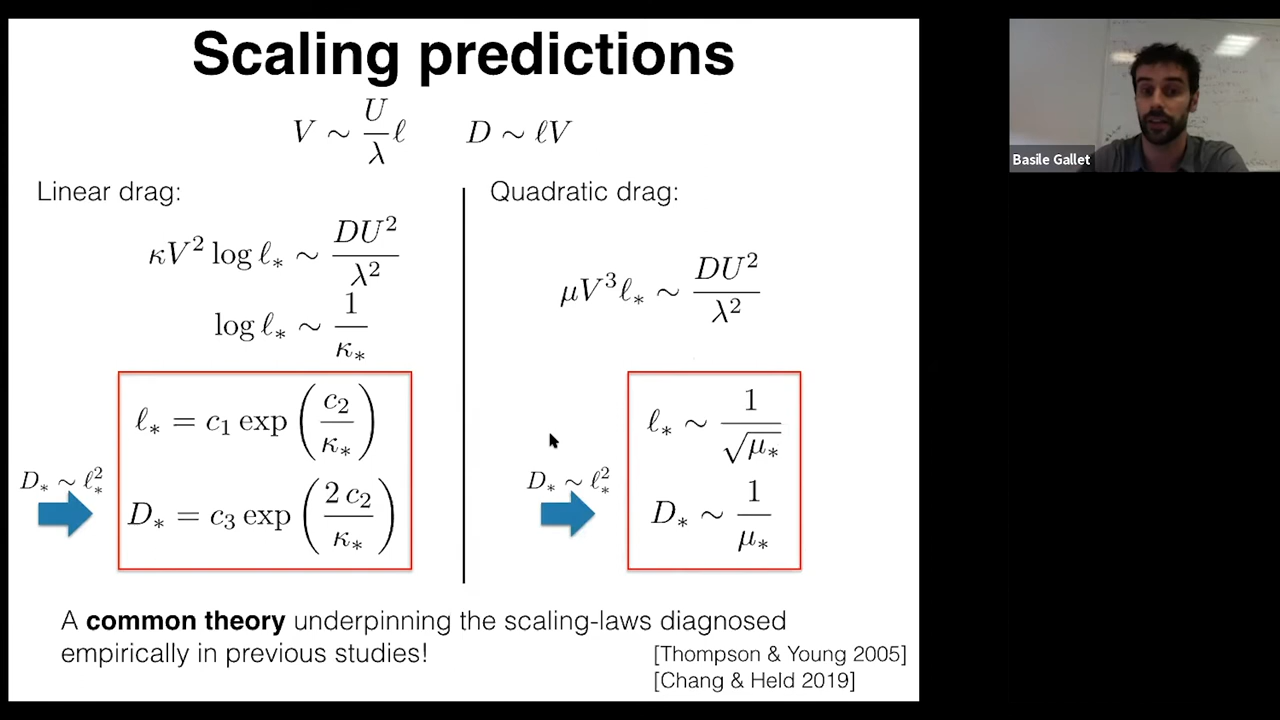 Scaling predictions
V ∼ U/λ ℓ    D ∼ ℓV
Linear drag:
κV² log ℓ∗ ∼ DU²/λ²
log ℓ∗ ∼ 1/κ∗
ℓ∗ = c₁ exp (c₂/κ∗)
D∗ ∼ ℓ∗²
D∗ = c₃ exp (2 c₂/κ∗)
Quadratic drag:
μV³ℓ∗ ∼ DU²/λ²
ℓ∗ ∼ 1/√μ∗
D∗ ∼ ℓ∗²
D∗ ∼ 1/μ∗
A common theory underpinning the scaling-laws diagnosed
empirically in previous studies!
[Thompson & Young 2005]
[Chang & Held 2019]
Basile Gallet